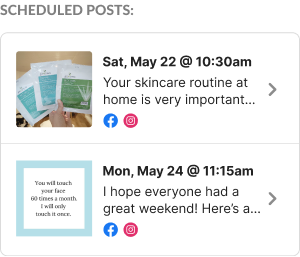 SCHEDULED POSTS:
Sat, May 22 @ 10:30am
Your skincare routine at
home is very important...
Mon, May 24 @ 11:15am
I hope everyone had a
great weekend! Here’s a...
You will touch
your face
60 times a month.
I will only
touch it once.